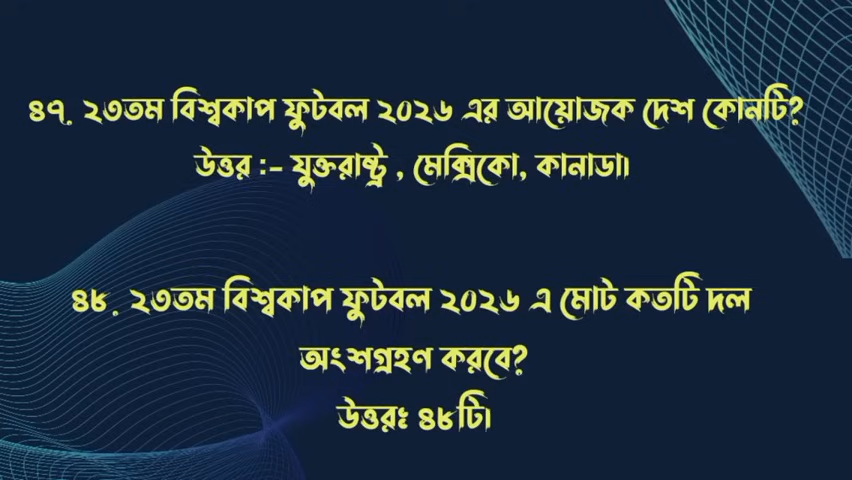 ৪৭. ২৩তম বিশ্বকাপ ফুটবল ২০২৬ এর আয়োজক দেশ কোনটি?
উত্তর :- যুক্তরাষ্ট্র , মেক্সিকো, কানাডা।
৪৮. ২৩তম বিশ্বকাপ ফুটবল ২০২৬ এ মোট কতটি দল
অংশগ্রহণ করবে?
উত্তরঃ ৪৮টি।